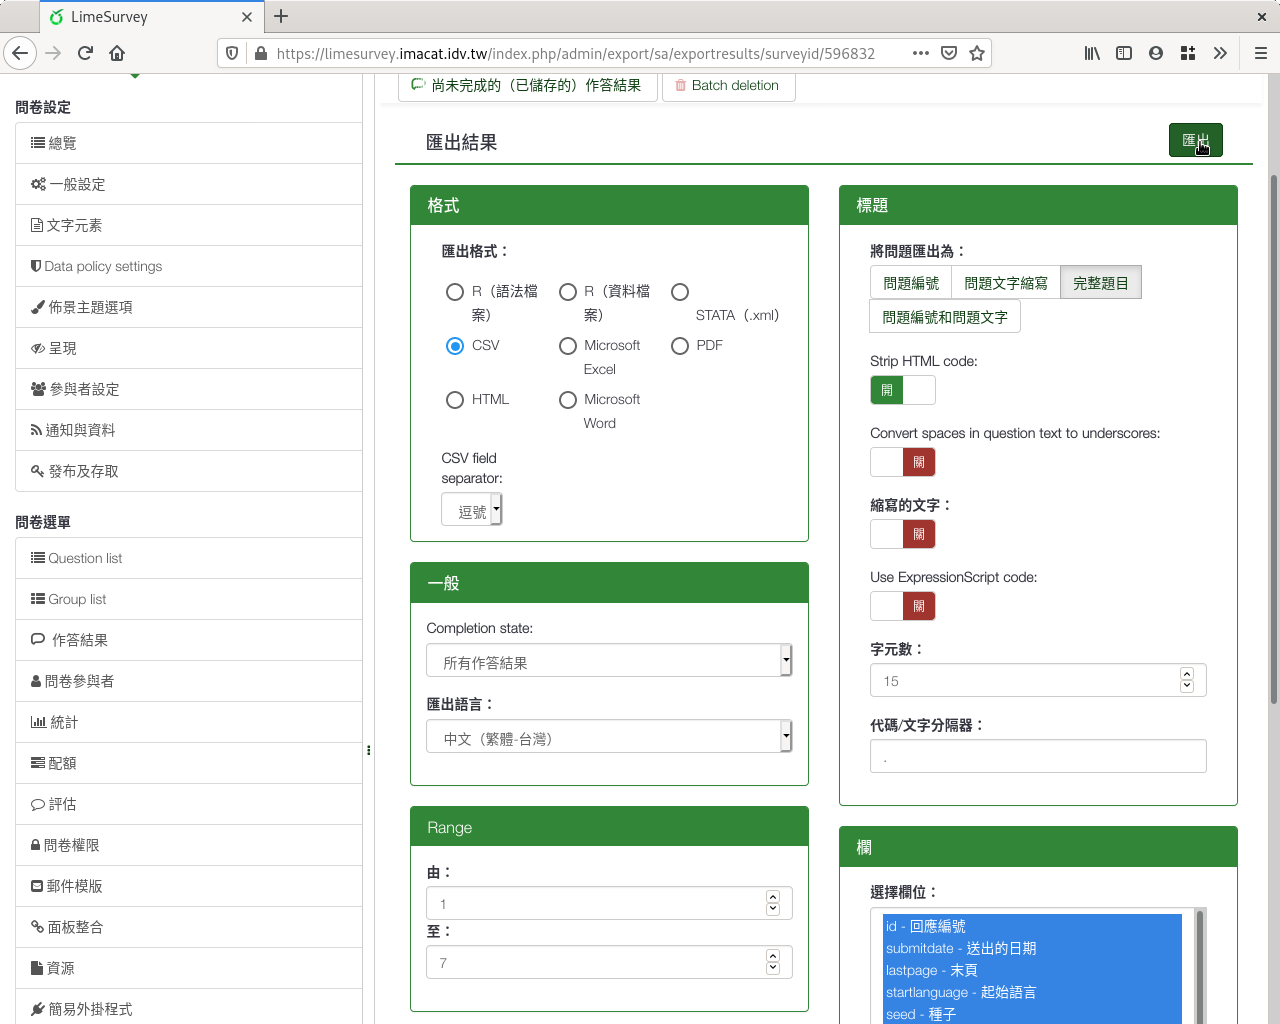 LimeSurvey
https://limesurvey.imacat.idv.tw/index.php/admin/export/sa/exportresults/surveyid/596832
尚未完成的（已儲存的）作答結果
Batch deletion
問卷設定
總覽
一般設定
文字元素
Data policy settings
佈景主題選項
呈現
參與者設定
通知與資料
發布及存取
問卷選單
Question list
Group list
作答結果
問卷參與者
統計
配額
評估
問卷權限
郵件模版
面板整合
資源
簡易外掛程式
匯出結果
匯出
格式
匯出格式：
R（語法檔案）
R（資料檔案）
STATA（.xml）
CSV
Microsoft Excel
PDF
HTML
Microsoft Word
CSV field
separator:
逗號
一般
Completion state:
所有作答結果
匯出語言：
中文（繁體-台灣）
Range
由：
1
至：
7
標題
將問題匯出為：
問題編號
問題文字縮寫
完整題目
問題編號和問題文字
Strip HTML code:
開
Convert spaces in question text to underscores:
關
縮寫的文字：
關
Use ExpressionScript code:
關
字元數：
15
代碼/文字分隔器：
.
欄
選擇欄位：
id - 回應編號
submitdate - 送出的日期
lastpage - 末頁
startlanguage - 起始語言
seed - 種子